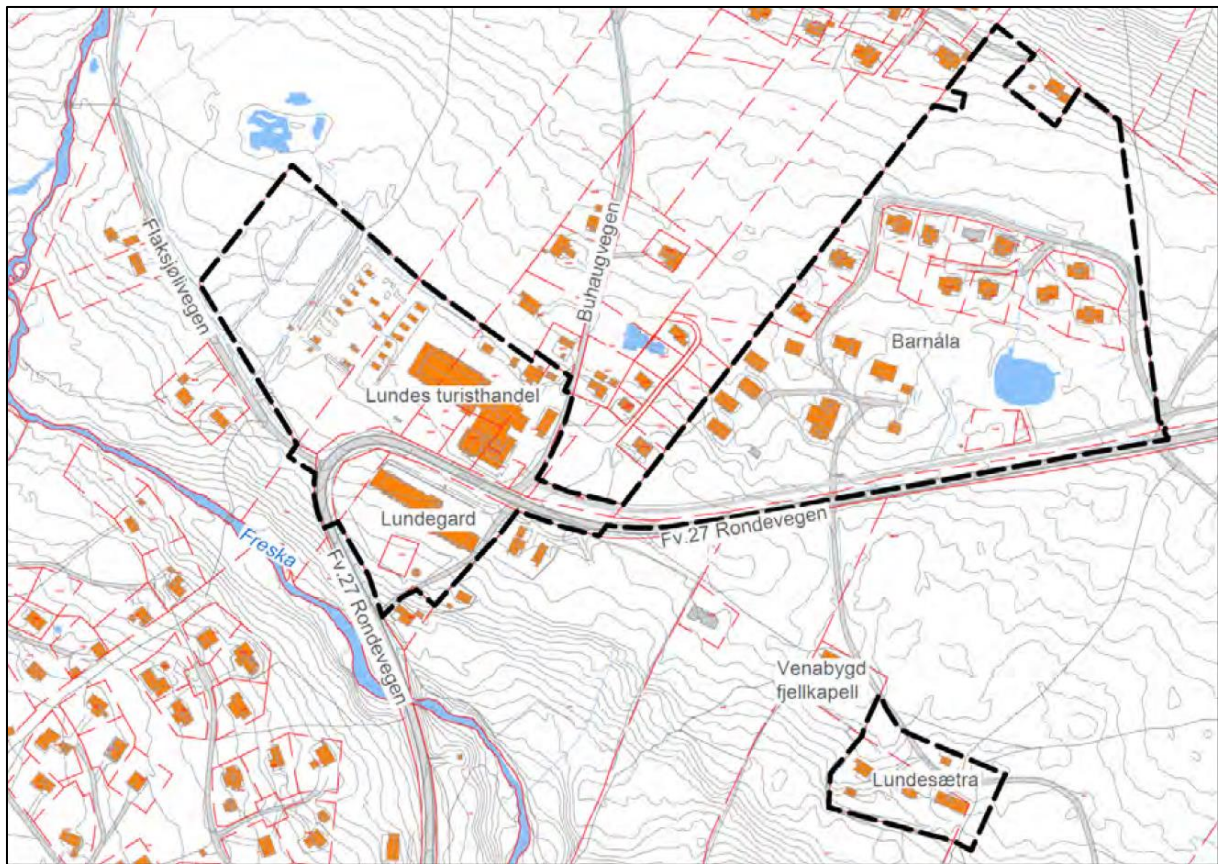 Flaksjølivegen
Buhaugvegen
Barnåla
Lundes turisthandel
Lundegard
Fv.27 Rondevegen
Freska
Fv.27 Rondevegen
Venabygd
fjellkapell
Lundesætra